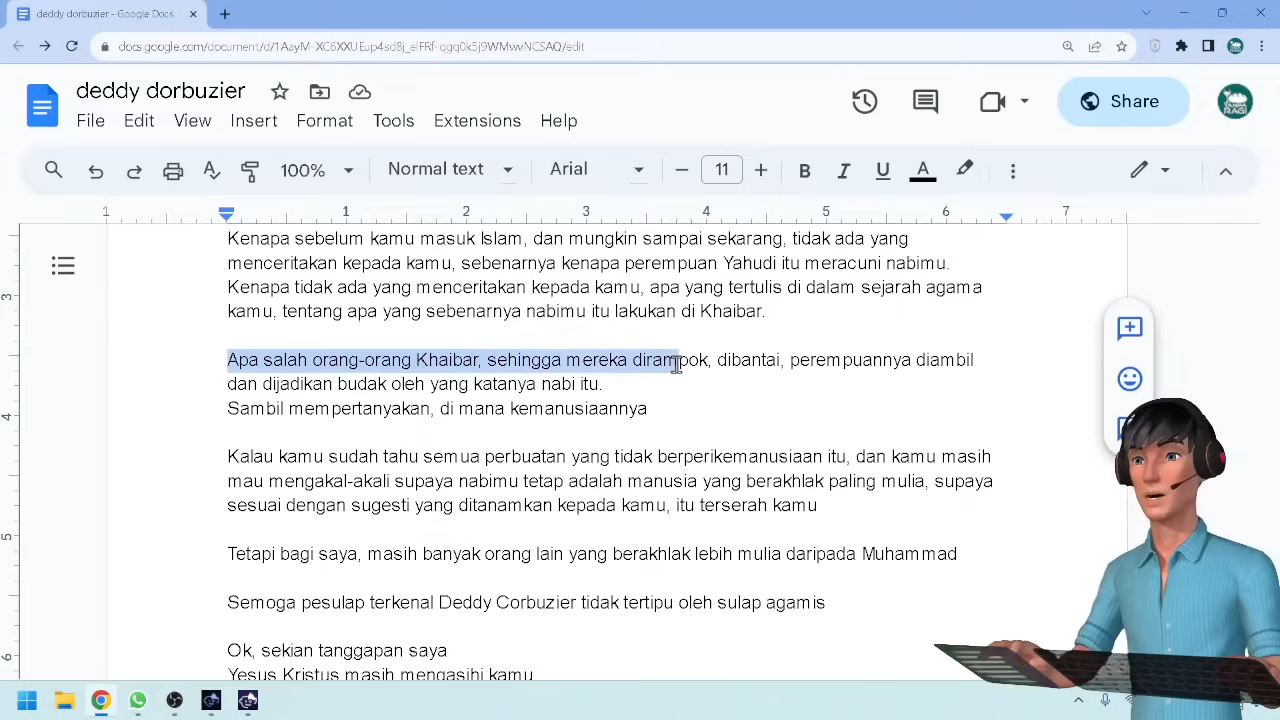 deddy dorbuzier - Google Docs
deddy dorbuzier
File Edit View Insert Format Tools Extensions Help
Share
100% Normal text Arial 11 B I U A
1 1 2 3 4 5 6 7
Kenapa sebelum kamu masuk Islam, dan mungkin sampai sekarang, tidak ada yang
menceritakan kepada kamu, sebenarnya kenapa perempuan Yahudi itu meracuni nabimu.
Kenapa tidak ada yang menceritakan kepada kamu, apa yang tertulis di dalam sejarah agama
kamu, tentang apa yang sebenarnya nabimu itu lakukan di Khaibar.
Apa salah orang-orang Khaibar, sehingga mereka dirampok, dibantai, perempuannya diambil
dan dijadikan budak oleh yang katanya nabi itu.
Sambil mempertanyakan, di mana kemanusiaannya
Kalau kamu sudah tahu semua perbuatan yang tidak berperikemanusiaan itu, dan kamu masih
mau mengakal-akali supaya nabimu tetap adalah manusia yang berakhlak paling mulia, supaya
sesuai dengan sugesti yang ditanamkan kepada kamu, itu terserah kamu
Tetapi bagi saya, masih banyak orang lain yang berakhlak lebih mulia daripada Muhammad
Semoga pesulap terkenal Deddy Corbuzier tidak tertipu oleh sulap agamis
Ok, sekian tanggapan saya
kamu
3
4
5
6